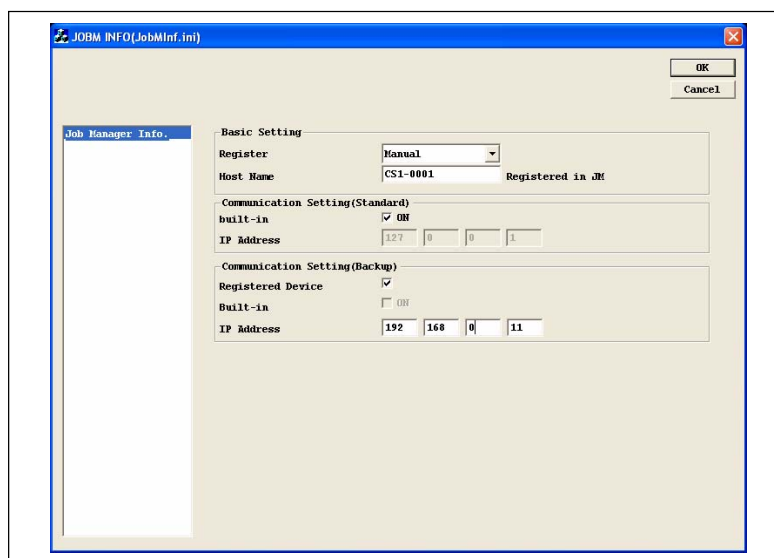 JOBM INFO(JobMInf.ini)
OK
Cancel
Job Manager Info.
Basic Setting
Register Manual
Host Name CS1-0001 Registered in JM
Communication Setting(Standard)
built-in ON
IP Address 127 0 0 1
Communication Setting(Backup)
Registered Device
Built-in ON
IP Address 192 168 0 11